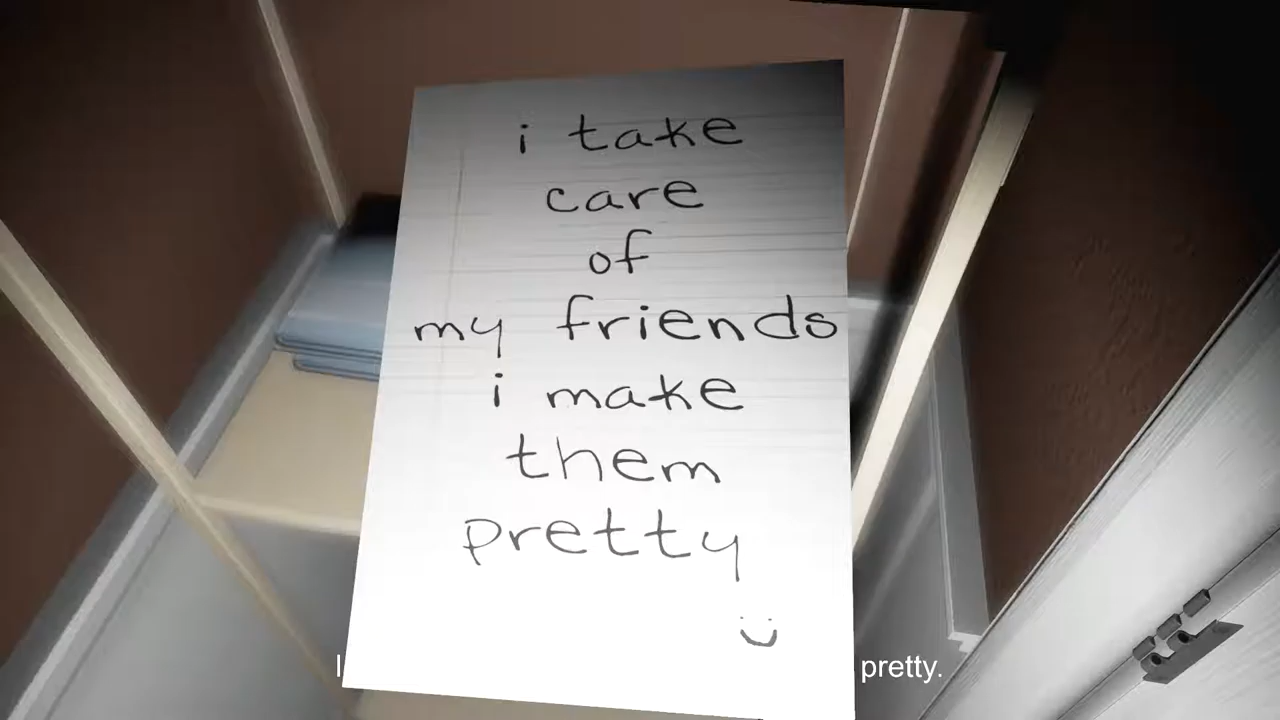 i take
care
of
my friends
i make
them
pretty
I pretty.